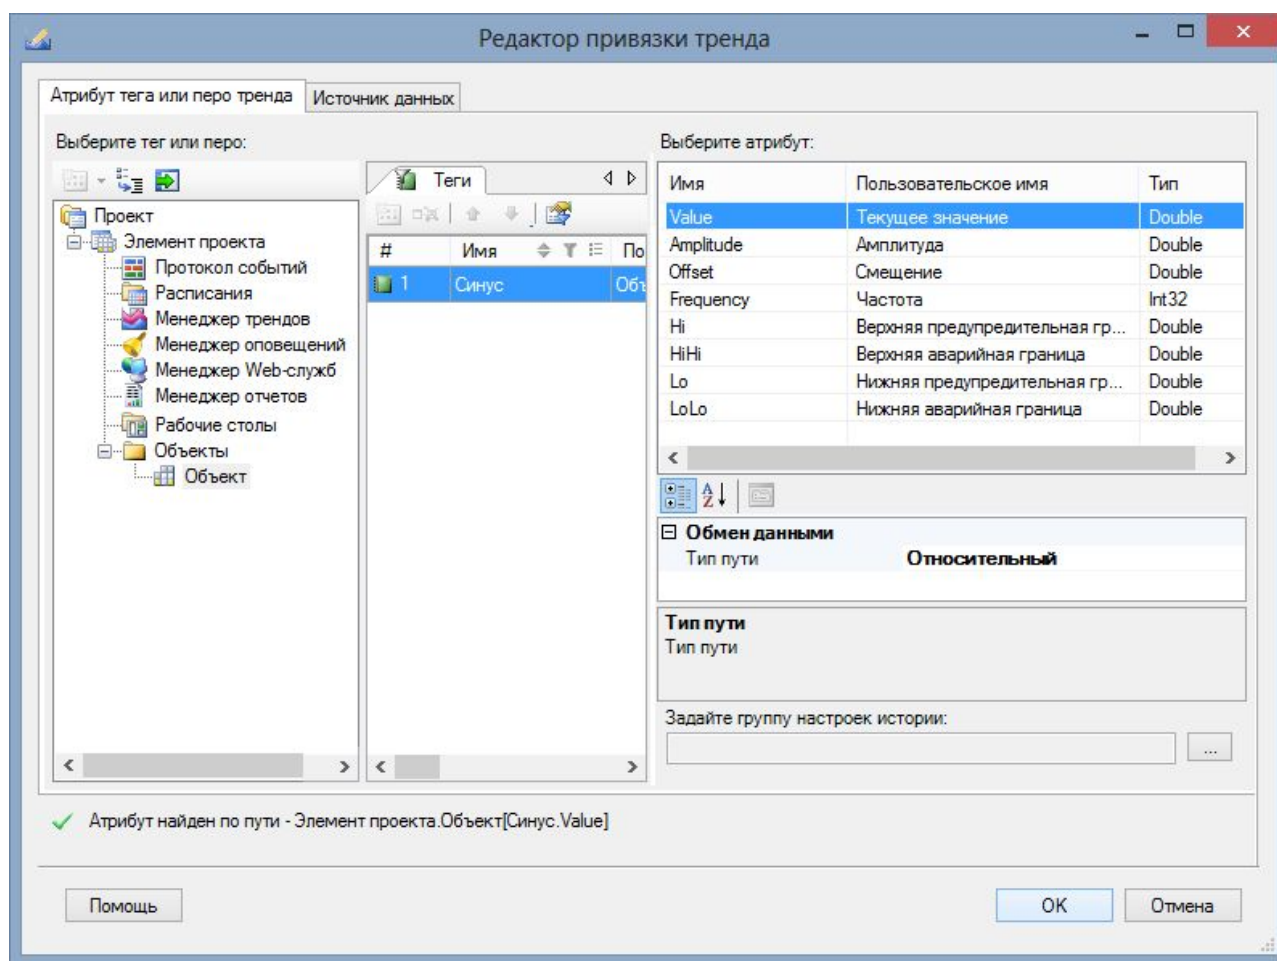 Редактор привязки тренда
Атрибут тега или перо тренда
Источник данных
Выберите тег или перо:
Проект
Элемент проекта
Протокол событий
Расписания
Менеджер трендов
Менеджер оповещений
Менеджер Web-служб
Менеджер отчетов
Рабочие столы
Объекты
Объект
Теги
# Имя По
1 Синус Объ
Выберите атрибут:
Имя Пользовательское имя Тип
Value Текущее значение Double
Amplitude Амплитуда Double
Offset Смещение Double
Frequency Частота Int32
Hi Верхняя предупредительная гр... Double
HiHi Верхняя аварийная граница Double
Lo Нижняя предупредительная гр... Double
LoLo Нижняя аварийная граница Double
Обмен данными
Тип пути Относительный
Тип пути
Тип пути
Задайте группу настроек истории:
...
Атрибут найден по пути - Элемент проекта.Объект[Синус.Value]
Помощь
OK
Отмена